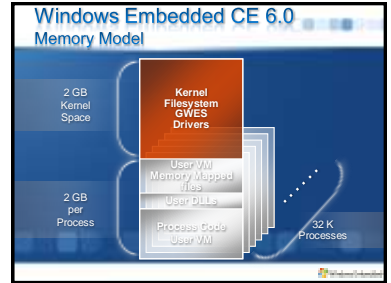 Windows Embedded CE 6.0
Memory Model
2 GB
Kernel
Space
Kernel
Filesystem
GWES
Drivers
User VM
Memory Mapped
files
User DLLs
2 GB
per
Process
Process Code
User VM
32 K
Processes